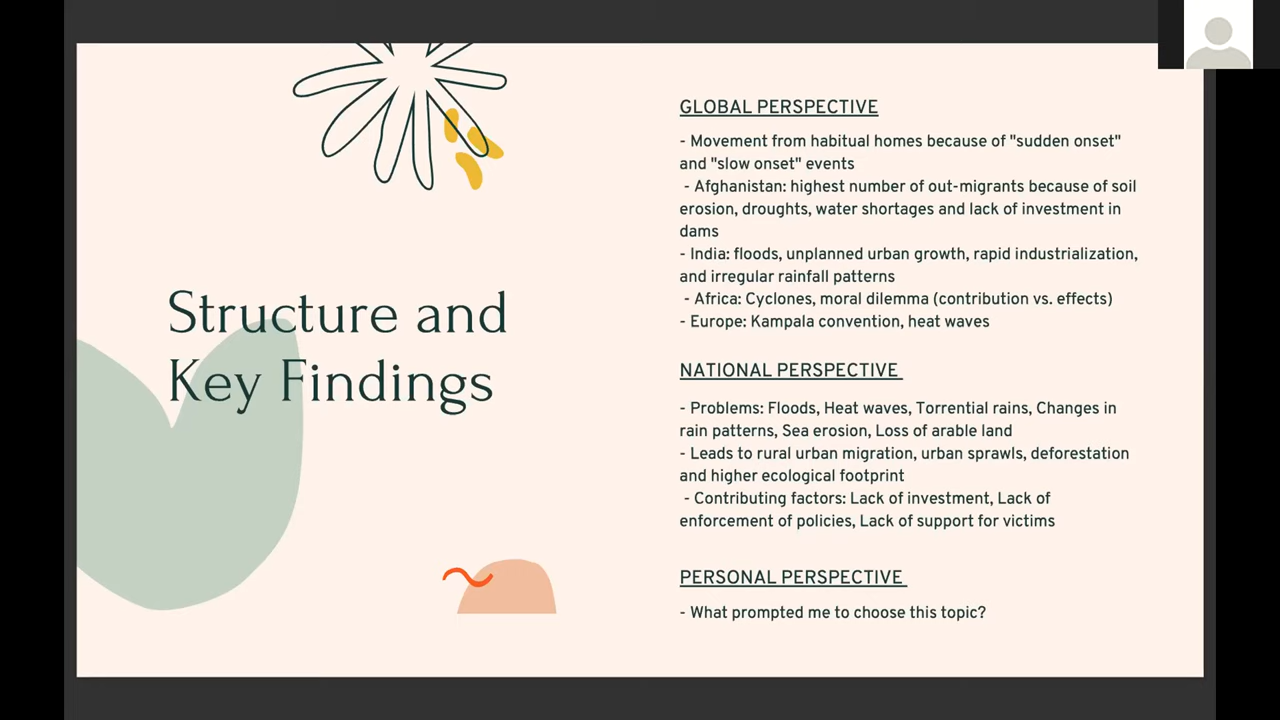 Structure and
Key Findings
GLOBAL PERSPECTIVE
- Movement from habitual homes because of "sudden onset"
and "slow onset" events
- Afghanistan: highest number of out-migrants because of soil
erosion, droughts, water shortages and lack of investment in
dams
- India: floods, unplanned urban growth, rapid industrialization,
and irregular rainfall patterns
- Africa: Cyclones, moral dilemma (contribution vs. effects)
- Europe: Kampala convention, heat waves
NATIONAL PERSPECTIVE
- Problems: Floods, Heat waves, Torrential rains, Changes in
rain patterns, Sea erosion, Loss of arable land
- Leads to rural urban migration, urban sprawls, deforestation
and higher ecological footprint
- Contributing factors: Lack of investment, Lack of
enforcement of policies, Lack of support for victims
PERSONAL PERSPECTIVE
- What prompted me to choose this topic?